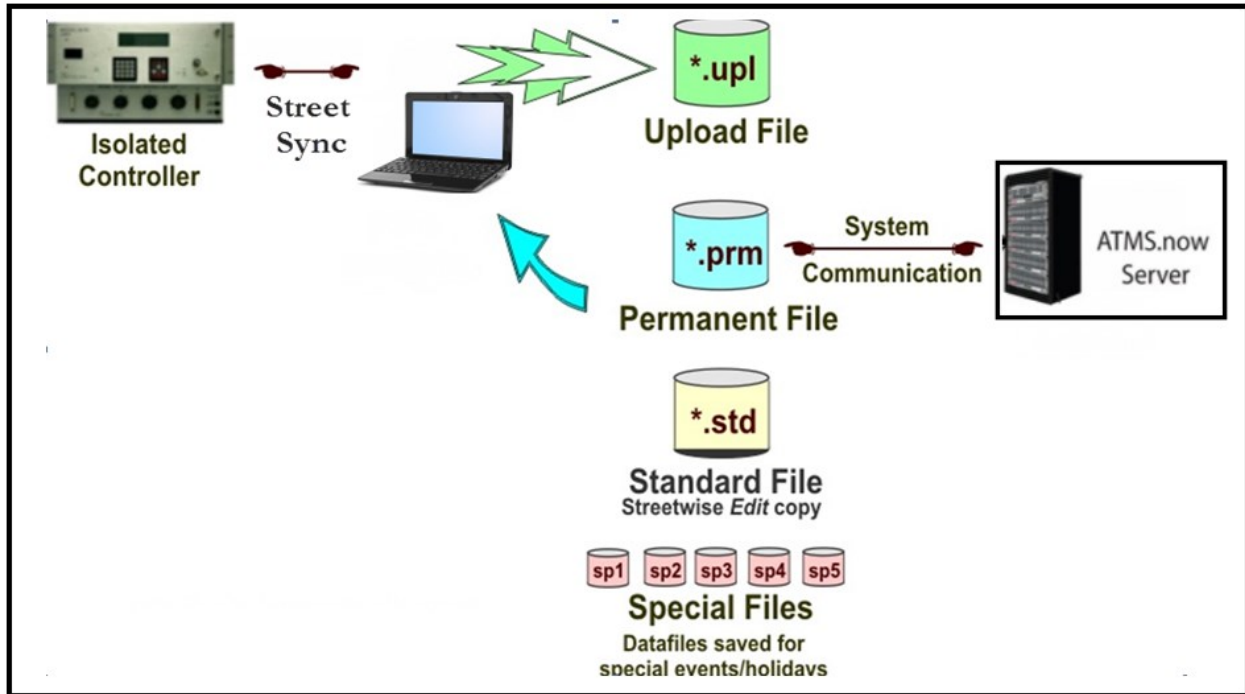 Isolated
Controller
Street
Sync
*.upl
Upload File
*.prm
Permanent File
System
Communication
ATMS.now
Server
*.std
Standard File
Streetwise Edit copy
sp1 sp2 sp3 sp4 sp5
Special Files
Datafiles saved for
special events/holidays